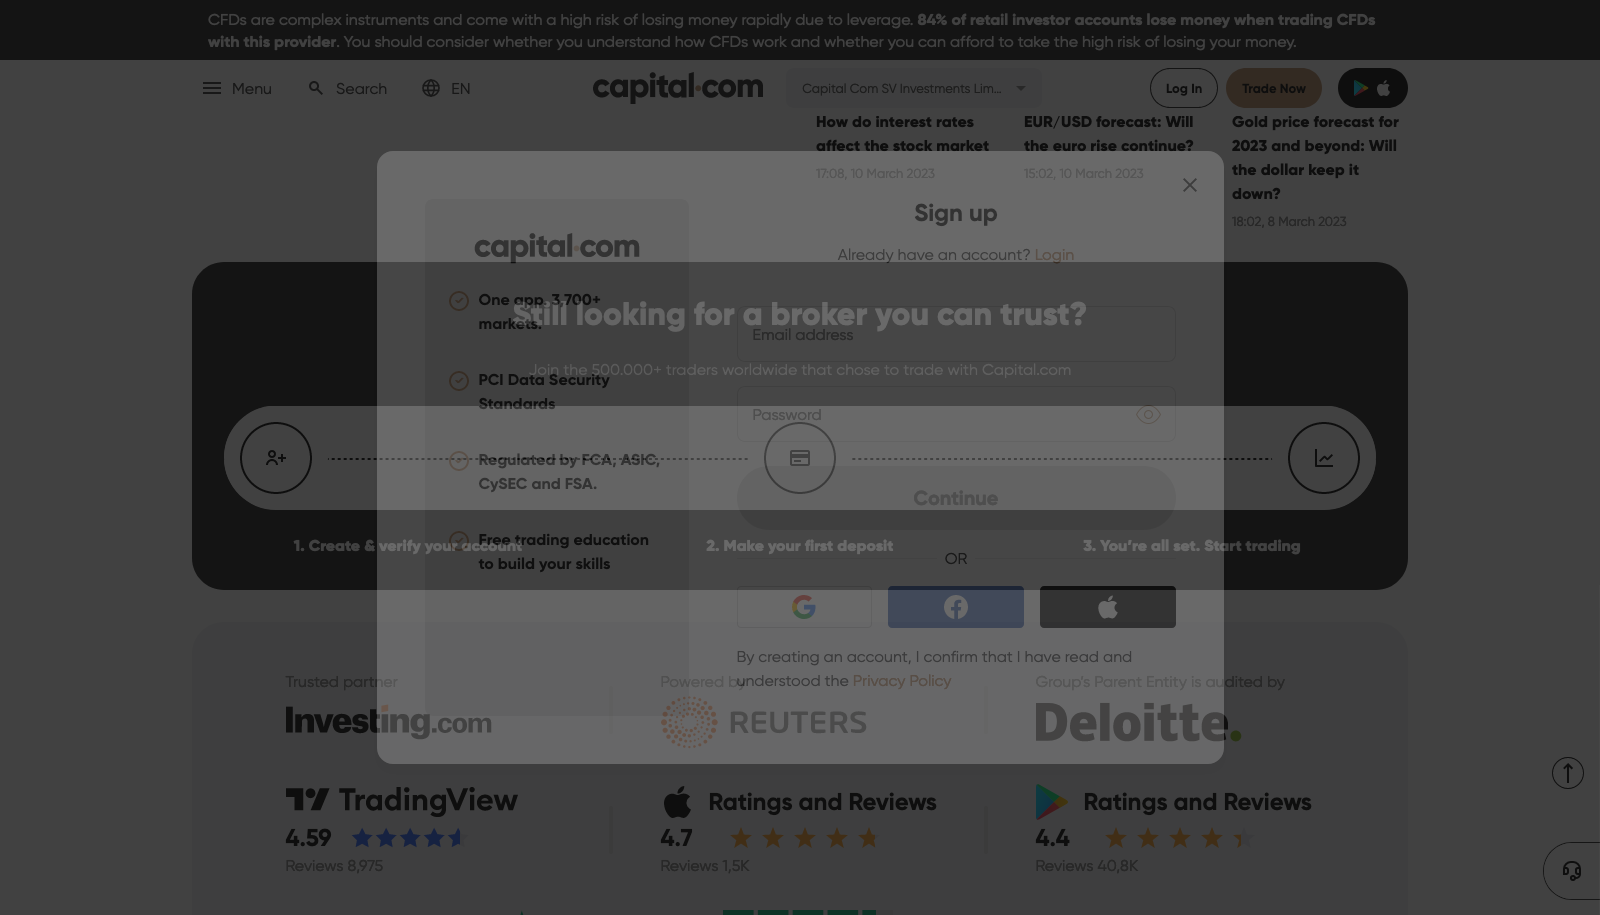 CFDs are complex instruments and come with a high risk of losing money rapidly due to leverage. 84% of retail investor accounts lose money when trading CFDs
with this provider. You should consider whether you understand how CFDs work and whether you can afford to take the high risk of losing your money.
Menu
Search
EN
capital.com
Capital Com SV Investments Lim...
Log In
Trade Now
How do interest rates
affect the stock market
17:08, 10 March 2023
EUR/USD forecast: Will
the euro rise continue?
15:02, 10 March 2023
Gold price forecast for
2023 and beyond: Will
the dollar keep it
down?
18:02, 8 March 2023
capital.com
One app. 3,700+
markets.
PCI Data Security
Standards
Regulated by FCA, ASIC,
CySEC and FSA.
Free trading education
to build your skills
Sign up
Already have an account? Login
Email address
Password
Continue
OR
By creating an account, I confirm that I have read and
understood the Privacy Policy
Still looking for a broker you can trust?
Join the 500.000+ traders worldwide that chose to trade with Capital.com
1. Create & verify your account
2. Make your first deposit
3. You're all set. Start trading
Trusted partner
Investing.com
Powered by
REUTERS
Group's Parent Entity is audited by
Deloitte.
TradingView
4.59
Reviews 8,975
Ratings and Reviews
4.7
Reviews 1,5K
Ratings and Reviews
4.4
Reviews 40,8K